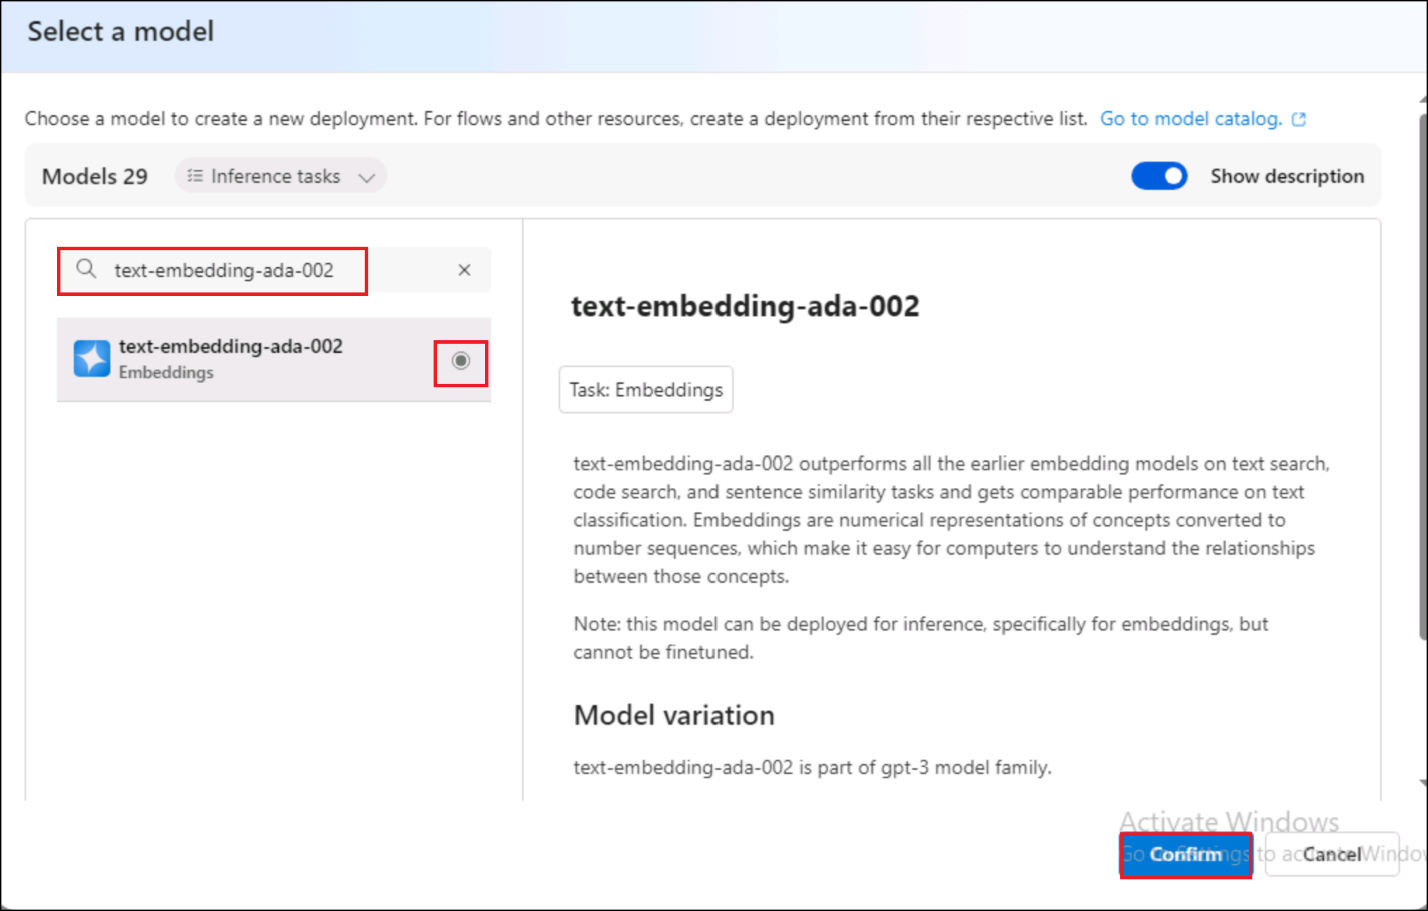 Select a model
Choose a model to create a new deployment. For flows and other resources, create a deployment from their respective list. Go to model catalog.
Models 29
Inference tasks
Show description
text-embedding-ada-002
text-embedding-ada-002
Embeddings
text-embedding-ada-002
Task: Embeddings
text-embedding-ada-002 outperforms all the earlier embedding models on text search,
code search, and sentence similarity tasks and gets comparable performance on text
classification. Embeddings are numerical representations of concepts converted to
number sequences, which make it easy for computers to understand the relationships
between those concepts.
Note: this model can be deployed for inference, specifically for embeddings, but
cannot be finetuned.
Model variation
text-embedding-ada-002 is part of gpt-3 model family.
Activate Windows
Go to Settings to activate Windo
Confirm
Cancel